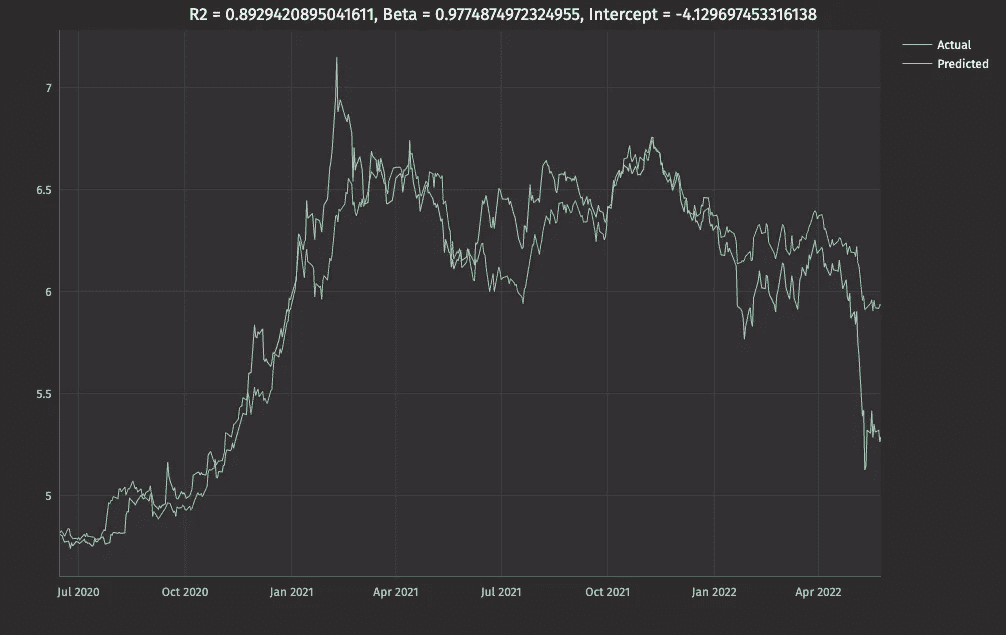 R2 = 0.8929420895041611, Beta = 0.9774874972324955, Intercept = -4.129697453316138
Actual
Predicted
7
6.5
6
5.5
5
Jul 2020 Oct 2020 Jan 2021 Apr 2021 Jul 2021 Oct 2021 Jan 2022 Apr 2022